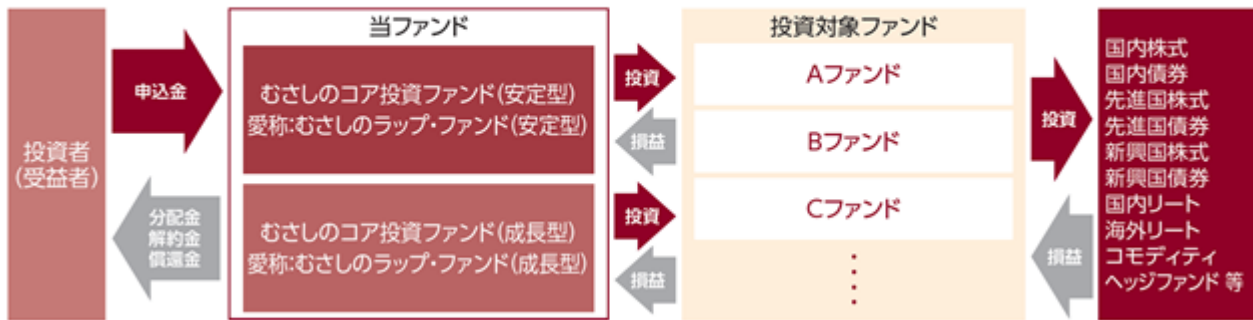 投資者
(受益者)
申込金
分配金
解約金
償還金
当ファンド
むさしのコア投資ファンド(安定型)
愛称:むさしのラップ・ファンド(安定型)
むさしのコア投資ファンド(成長型)
愛称:むさしのラップ・ファンド(成長型)
投資
損益
投資
損益
投資対象ファンド
Aファンド
Bファンド
Cファンド
投資
損益
国内株式
国内債券
先進国株式
先進国債券
新興国株式
新興国債券
国内リート
海外リート
コモディティ
ヘッジファンド 等